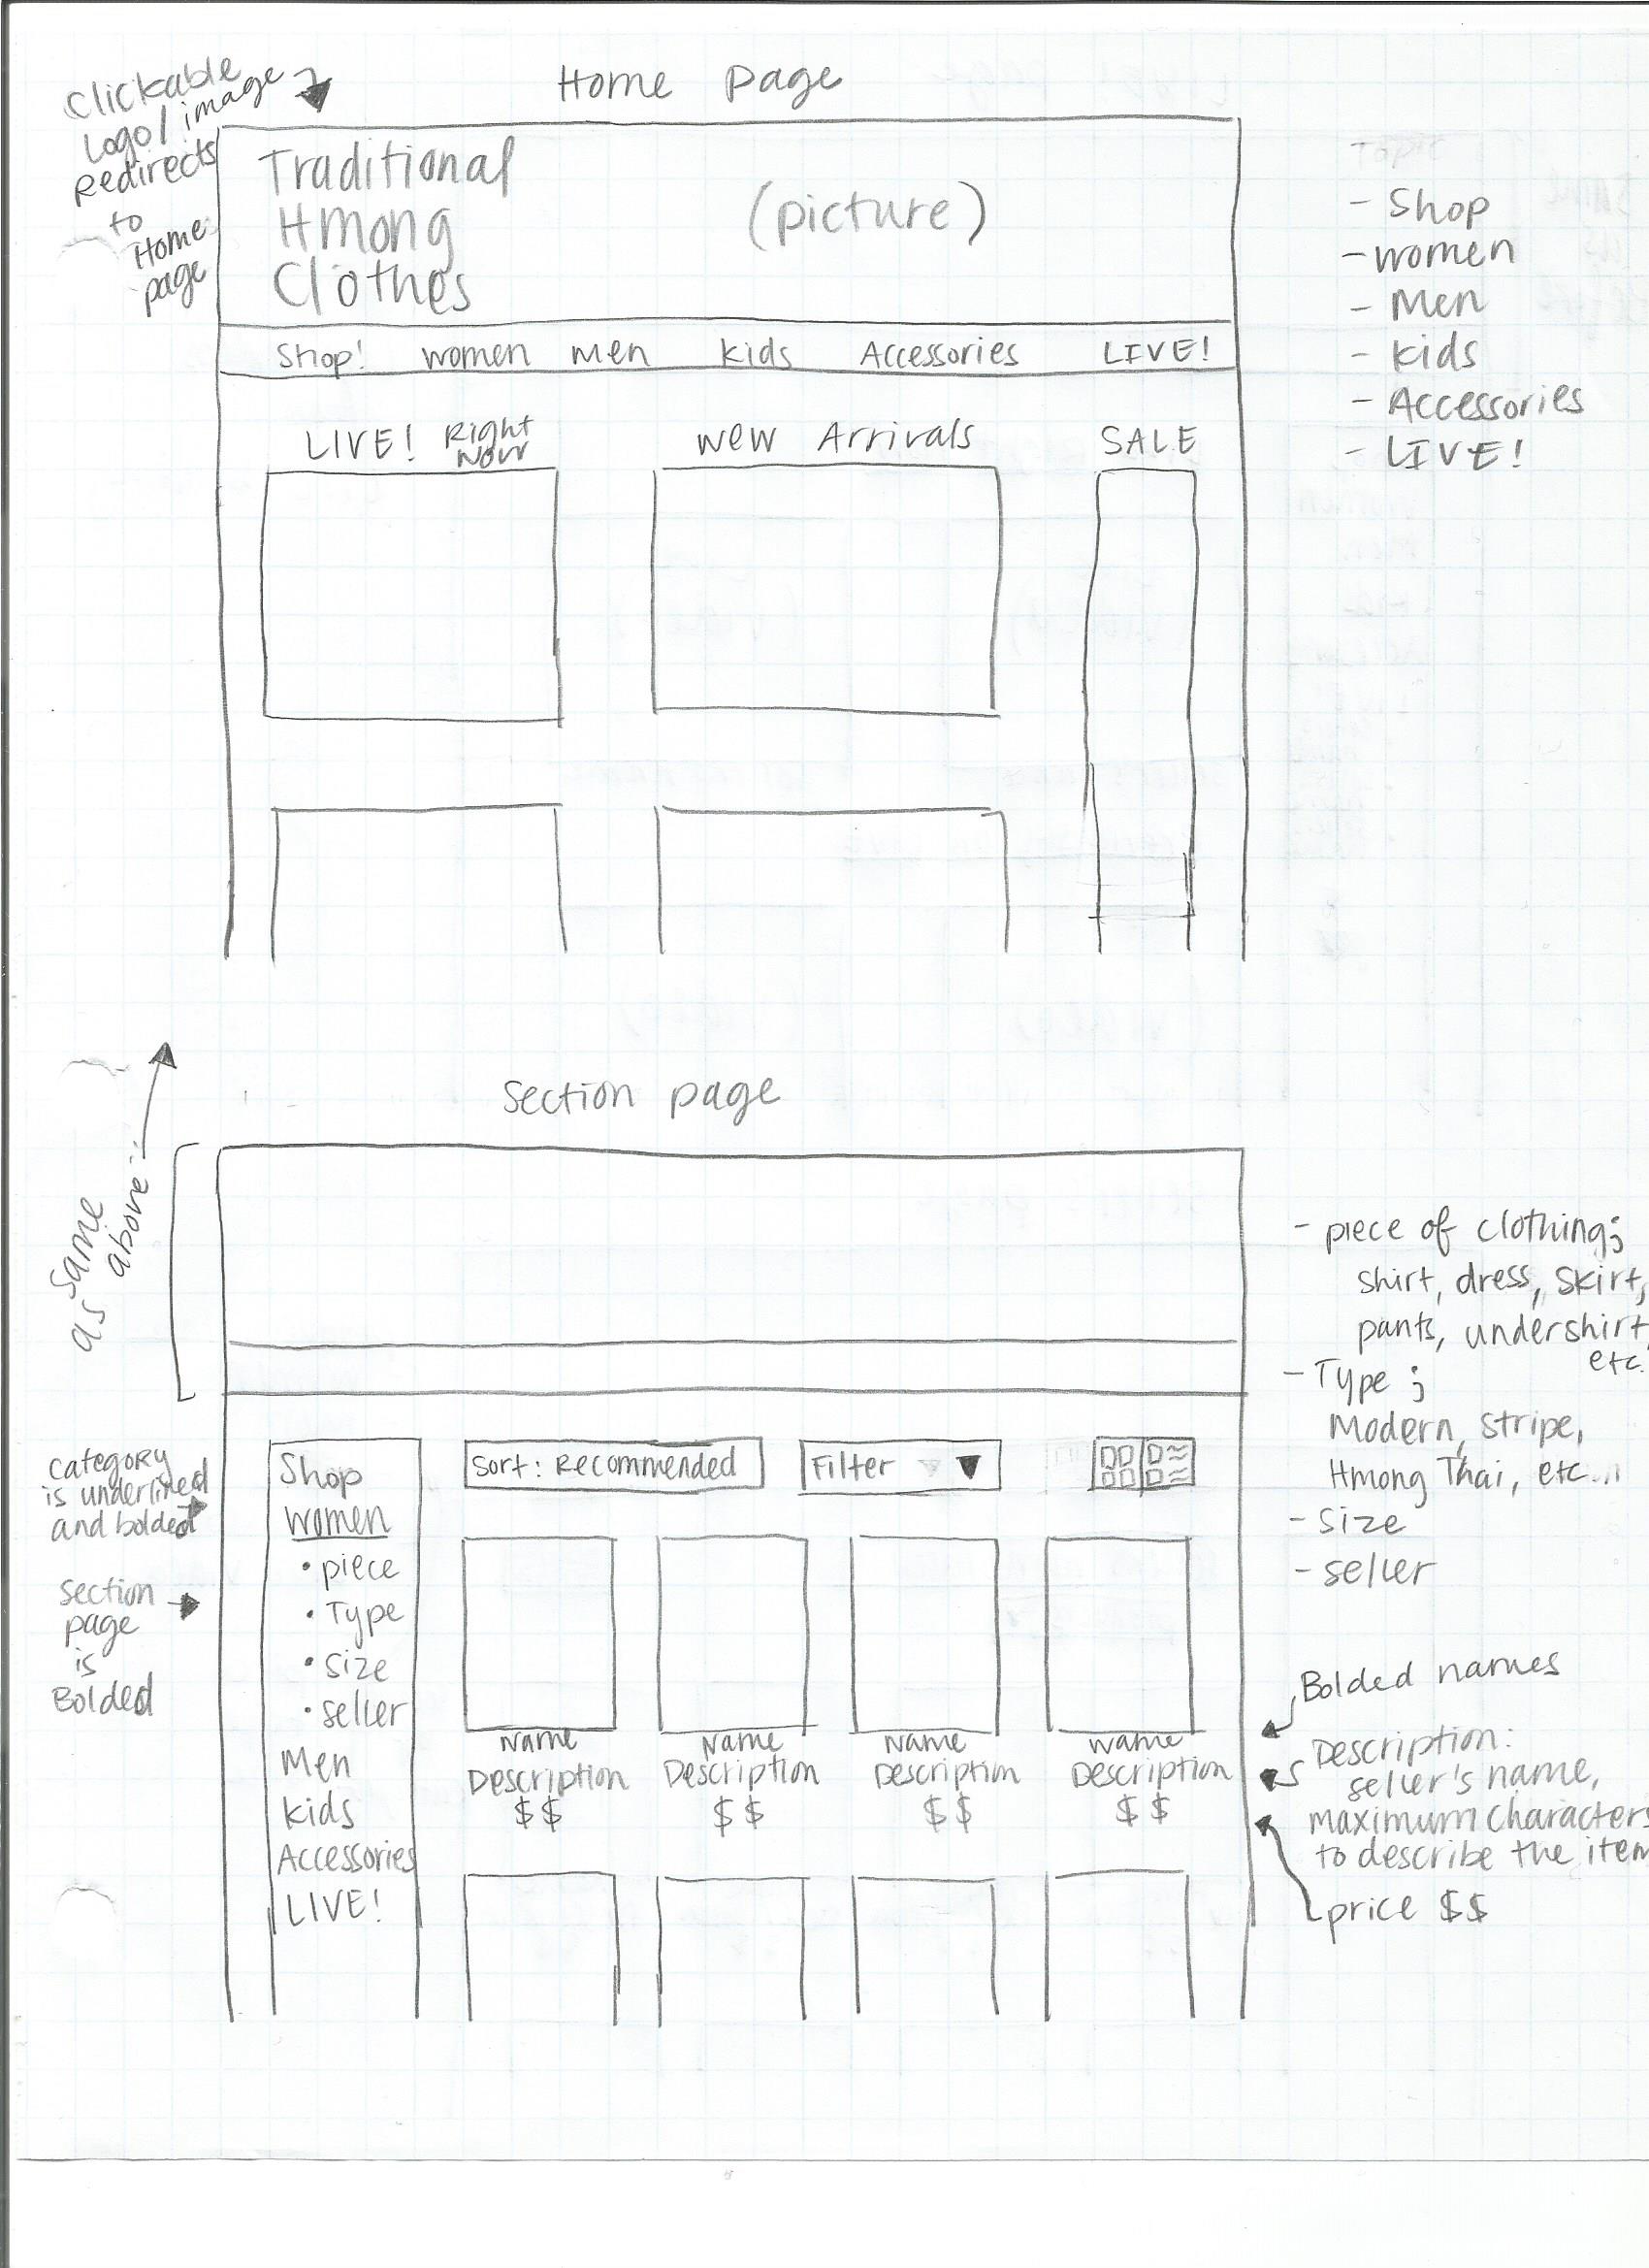 Home Page
Clickable
Logo/image
Redirects
to
Home
page
Traditional
Hmong
Clothes
(picture)
Shop! women men kids Accessories LIVE!
LIVE! Right Now
New Arrivals
SALE
Topic
- Shop
- women
- Men
- kids
- Accessories
- LIVE!
Section page
Same
as above
Category
is underlined
and bolded
Section
page
is
Bolded
Shop
women
• piece
• Type
• size
• seller
Men
kids
Accessories
LIVE!
Sort: Recommended
Filter ▼
Name Name Name Name
Description Description Description Description
$$ $$ $$ $$
- piece of clothing;
shirt, dress, skirt,
pants, undershirt,
etc.
- Type ;
Modern, stripe,
Hmong Thai, etc...
- size
- seller
Bolded names
Description:
seller's name,
maximum characters
to describe the item
price $$